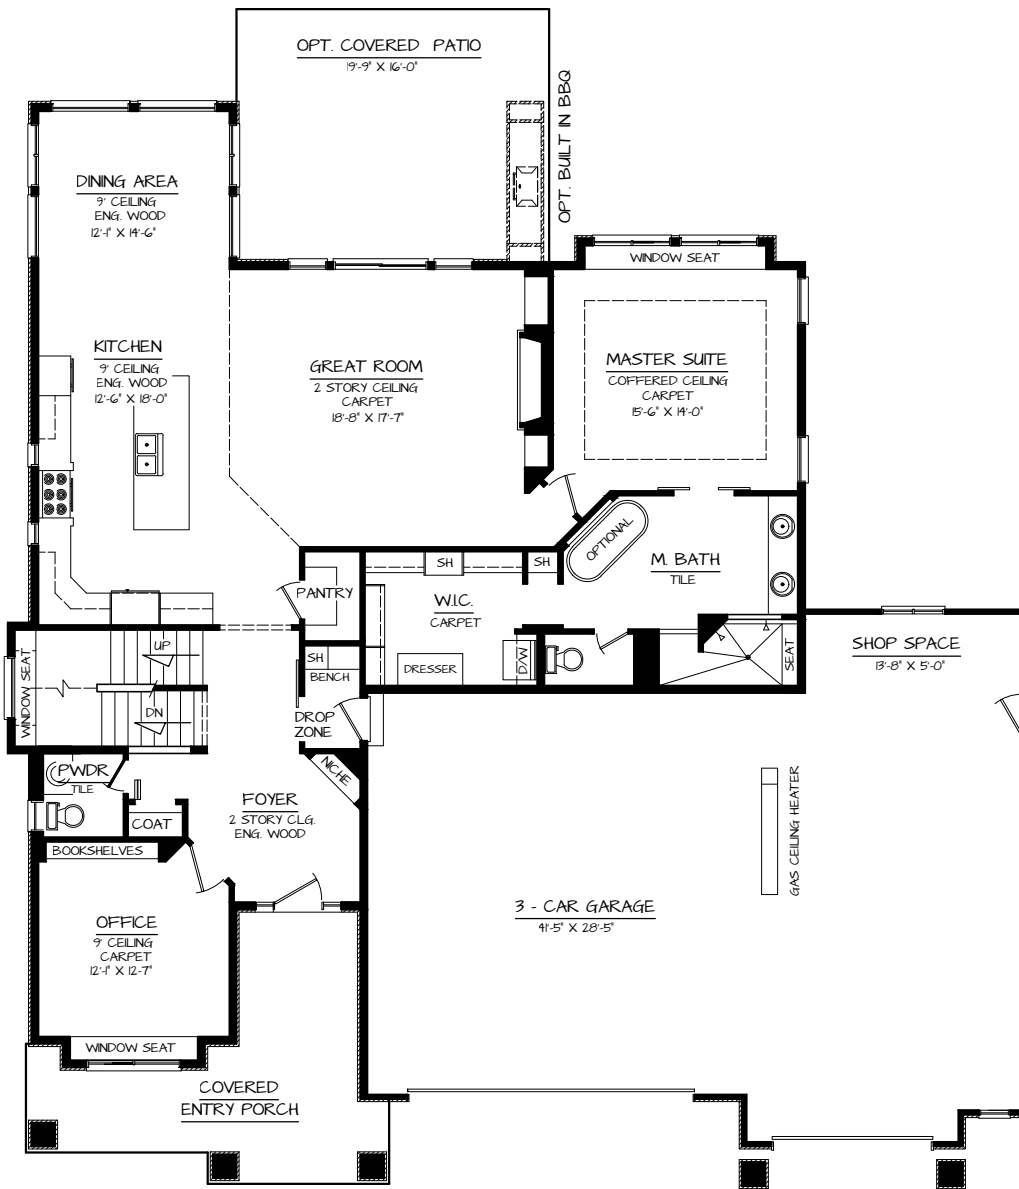 OPT. COVERED PATIO
19'-9" X 16'-0"
OPT. BUILT IN BBQ
DINING AREA
9' CEILING
ENG. WOOD
12'-1" X 14'-6"
WINDOW SEAT
KITCHEN
9' CEILING
ENG. WOOD
12'-6" X 18'-0"
GREAT ROOM
2 STORY CEILING
CARPET
18'-8" X 17'-7"
MASTER SUITE
COFFERED CEILING
CARPET
15'-6" X 14'-0"
OPTIONAL
M. BATH
TILE
SH
SH
PANTRY
W.I.C.
CARPET
DRESSER
D/W
SEAT
SHOP SPACE
13'-8" X 5'-0"
WINDOW SEAT
UP
DN
SH
BENCH
DROP
ZONE
NICHE
PWDR
TILE
COAT
FOYER
2 STORY CLG.
ENG. WOOD
GAS CEILING HEATER
BOOKSHELVES
OFFICE
9' CEILING
CARPET
12'-1" X 12'-7"
3 - CAR GARAGE
41'-5" X 28'-5"
WINDOW SEAT
COVERED
ENTRY PORCH